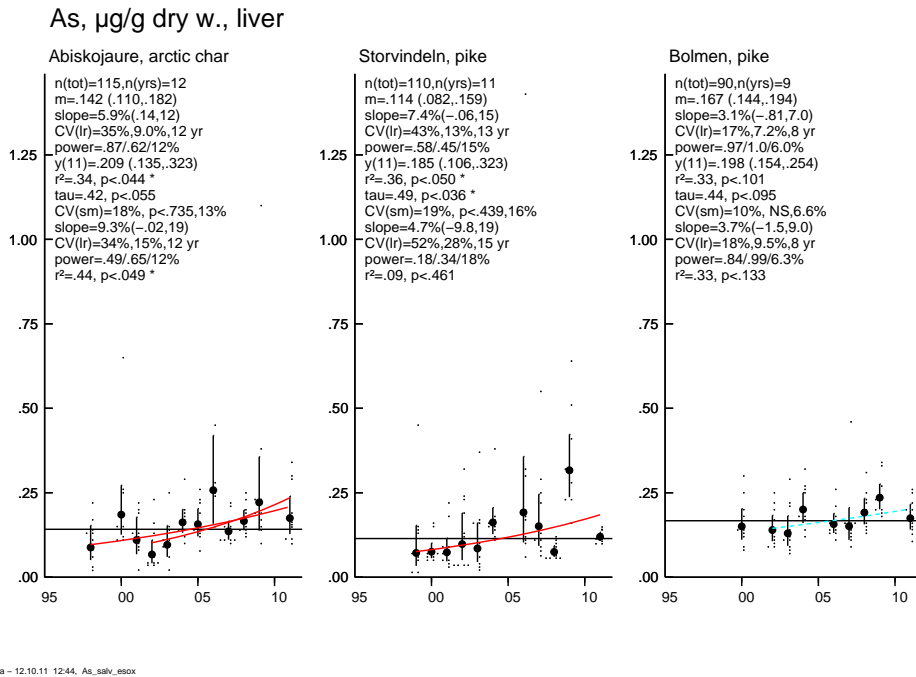 As, µg/g dry w., liver
Abiskojaure, arctic char
n(tot)=115,n(yrs)=12
m=.142 (.110,.182)
slope=5.9%(.14,12)
CV(lr)=35%,9.0%,12 yr
power=.87/.62/12%
y(11)=.209 (.135,.323)
r²=.34, p<.044 *
tau=.42, p<.055
CV(sm)=18%, p<.735,13%
slope=9.3%(−.02,19)
CV(lr)=34%,15%,12 yr
power=.49/.65/12%
r²=.44, p<.049 *
1.25
1.00
.75
.50
.25
.00
95 00 05 10
Storvindeln, pike
n(tot)=110,n(yrs)=11
m=.114 (.082,.159)
slope=7.4%(−.06,15)
CV(lr)=43%,13%,13 yr
power=.58/.45/15%
y(11)=.185 (.106,.323)
r²=.36, p<.050 *
tau=.49, p<.036 *
CV(sm)=19%, p<.439,16%
slope=4.7%(−9.8,19)
CV(lr)=52%,28%,15 yr
power=.18/.34/18%
r²=.09, p<.461
1.25
1.00
.75
.50
.25
.00
95 00 05 10
Bolmen, pike
n(tot)=90,n(yrs)=9
m=.167 (.144,.194)
slope=3.1%(−.81,7.0)
CV(lr)=17%,7.2%,8 yr
power=.97/1.0/6.0%
y(11)=.198 (.154,.254)
r²=.33, p<.101
tau=.44, p<.095
CV(sm)=10%, NS,6.6%
slope=3.7%(−1.5,9.0)
CV(lr)=18%,9.5%,8 yr
power=.84/.99/6.3%
r²=.33, p<.133
1.25
1.00
.75
.50
.25
.00
95 00 05 10
a − 12.10.11 12:44, As_salv_esox